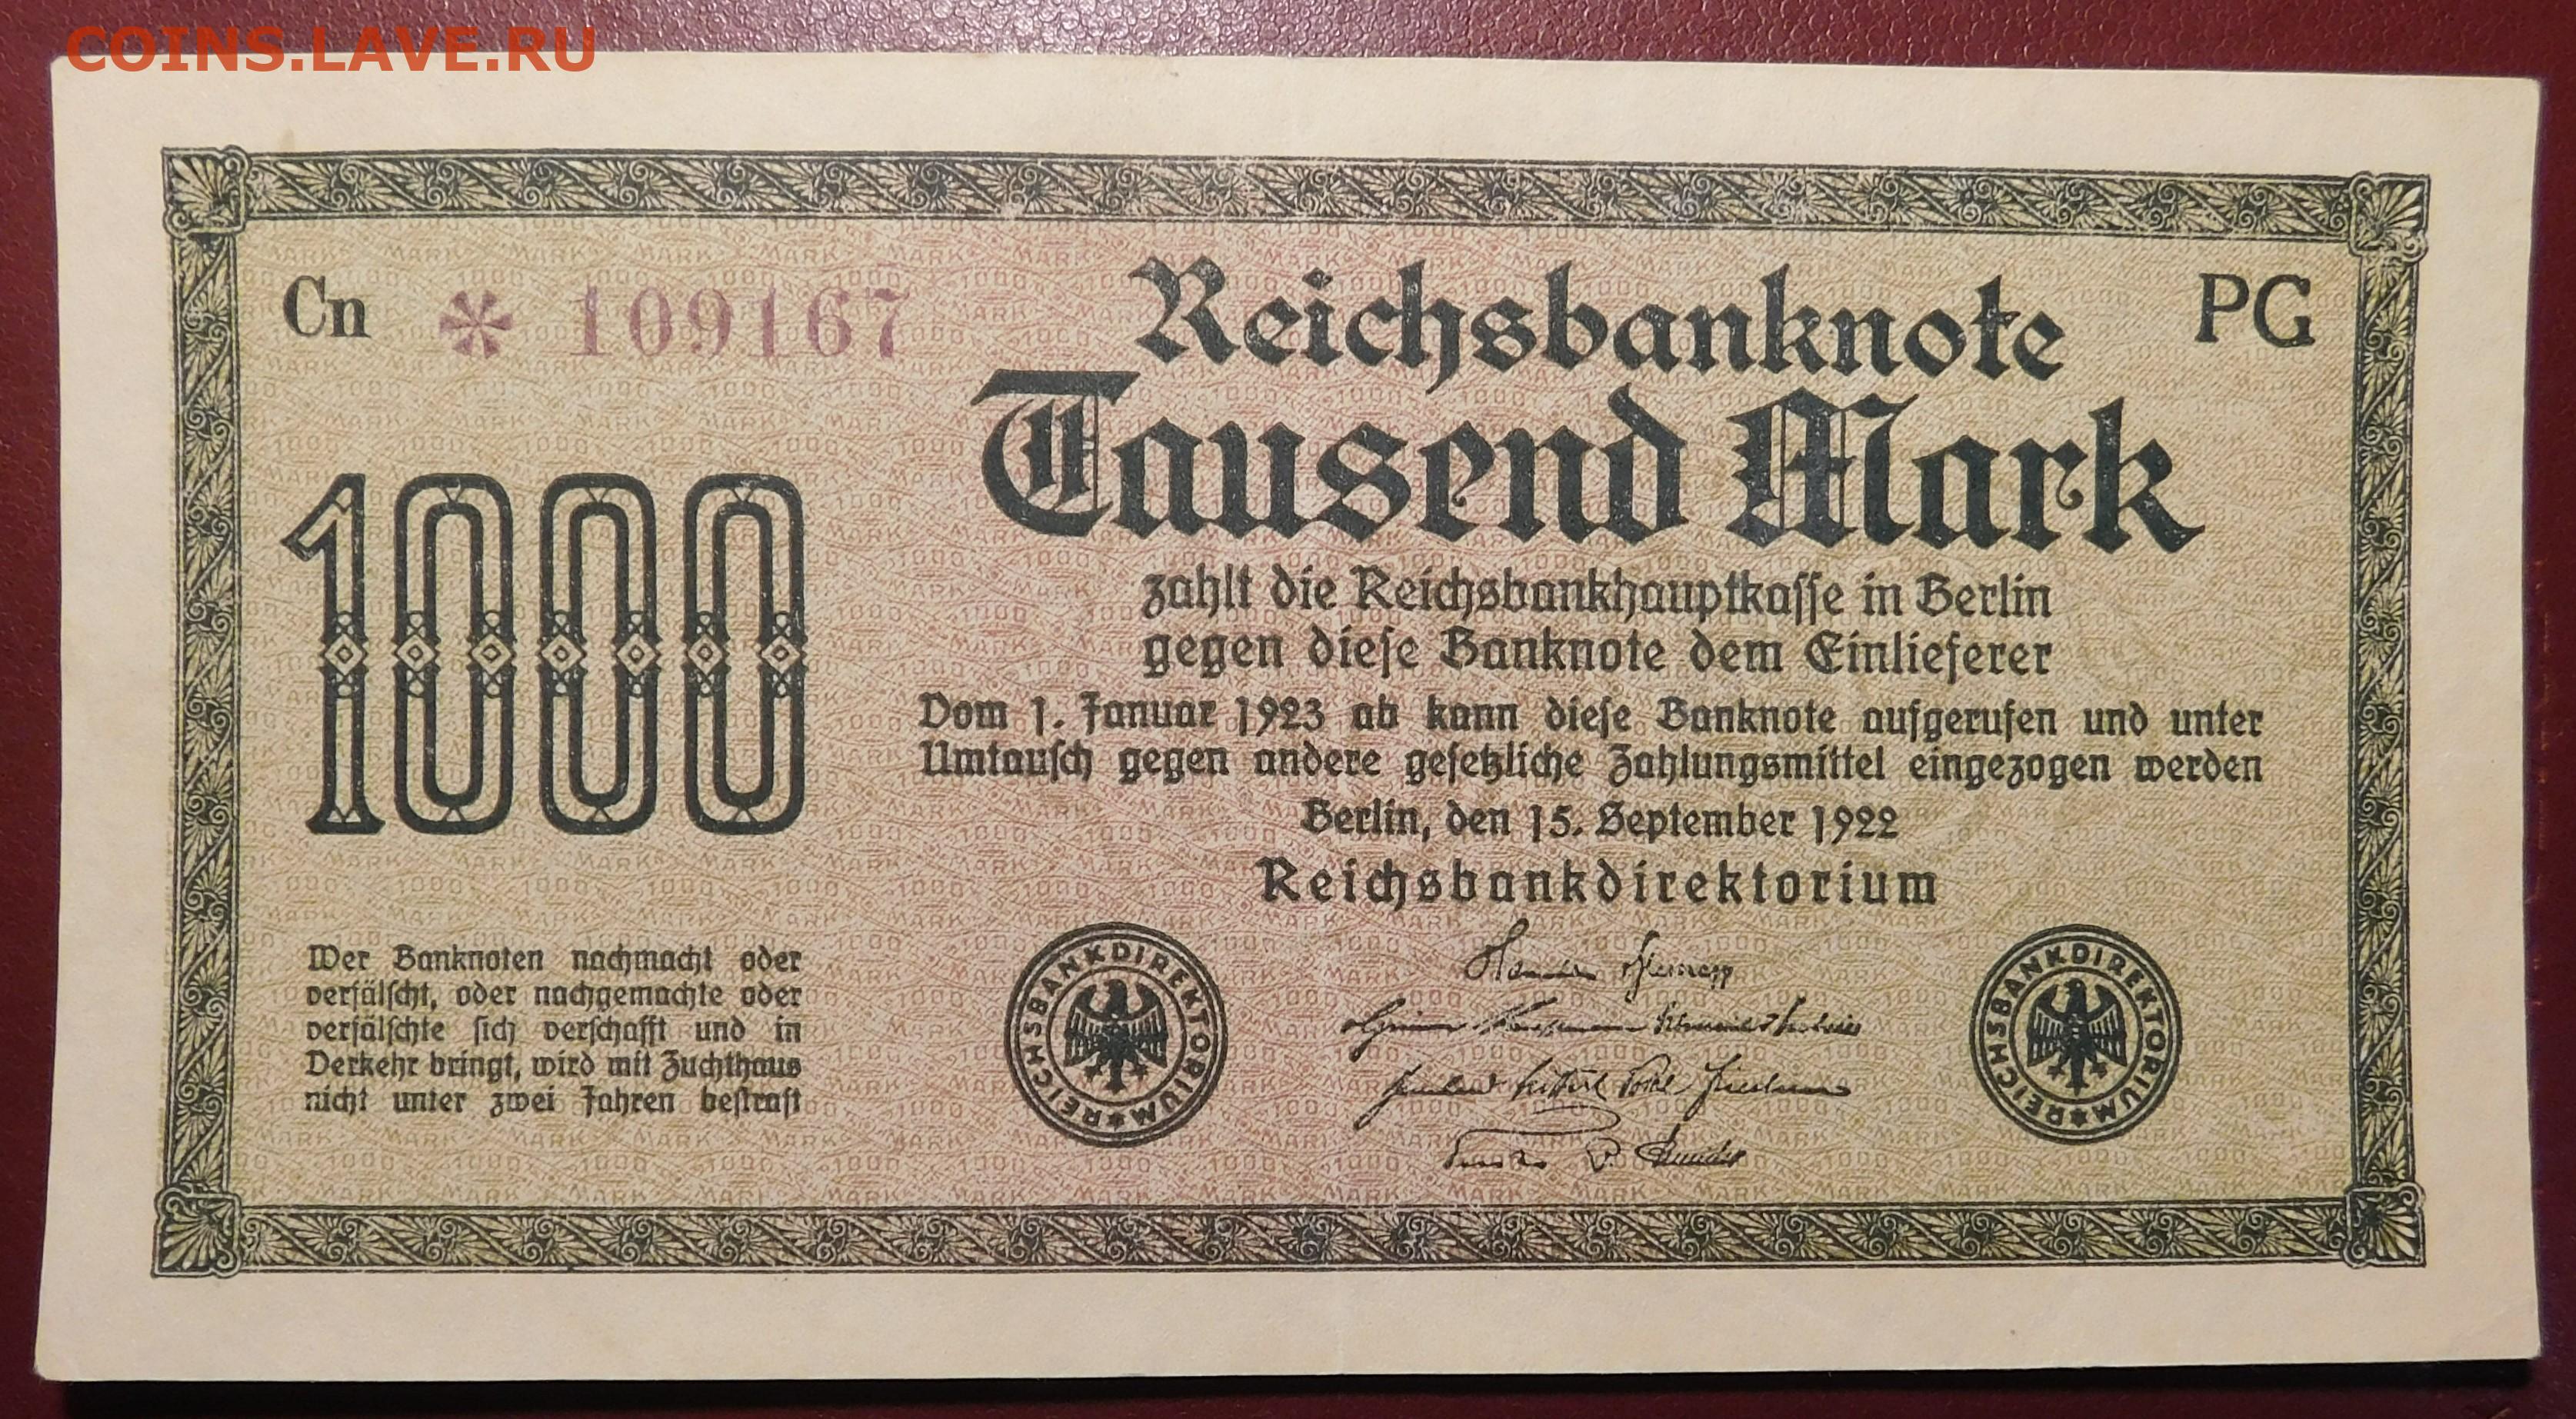 COINS.LAVE.RU
Cn * 109167
PG
Reichsbanknote
Tausend Mark
1000
zahlt die Reichsbankhauptkasse in Berlin
gegen diese Banknote dem Einlieferer
Vom 1. Januar 1923 ab kann diese Banknote aufgerufen und unter
Umtausch gegen andere gesetzliche Zahlungsmittel eingezogen werden
Berlin, den 15. September 1922
Reichsbankdirektorium
Wer Banknoten nachmacht oder
verfälscht, oder nachgemachte oder
verfälschte sich verschafft und in
Verkehr bringt, wird mit Zuchthaus
nicht unter zwei Jahren bestraft
REICHSBANKDIREKTORIUM
REICHSBANKDIREKTORIUM